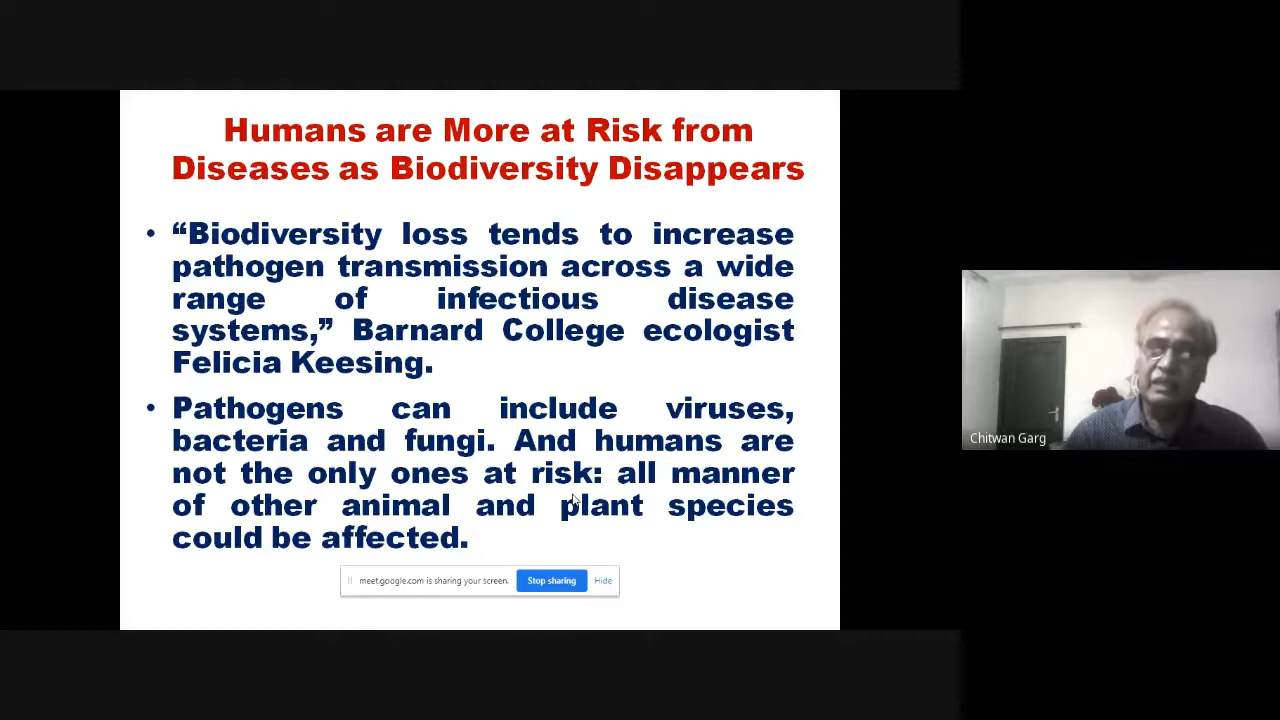 Humans are More at Risk from
Diseases as Biodiversity Disappears
• “Biodiversity loss tends to increase
pathogen transmission across a wide
range of infectious disease
systems,” Barnard College ecologist
Felicia Keesing.
• Pathogens can include viruses,
bacteria and fungi. And humans are
not the only ones at risk: all manner
of other animal and plant species
could be affected.
meet.google.com is sharing your screen. Stop sharing Hide
Chitwan Garg